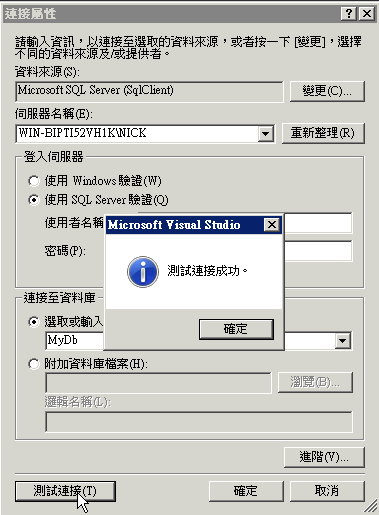 連接屬性
請輸入資訊，以連接至選取的資料來源，或者按一下 [變更]，選擇
不同的資料來源及/或提供者。
資料來源(S):
Microsoft SQL Server (SqlClient)
變更(C)...
伺服器名稱(E):
WIN-BIPTI52VH1K\NICK
重新整理(R)
登入伺服器
使用 Windows 驗證(W)
使用 SQL Server 驗證(Q)
使用者名稱
密碼(P):
Microsoft Visual Studio
測試連接成功。
確定
連接至資料庫
選取或輸入
MyDb
附加資料庫檔案(H):
瀏覽(B)...
邏輯名稱(L):
進階(V)...
測試連接(T)
確定
取消